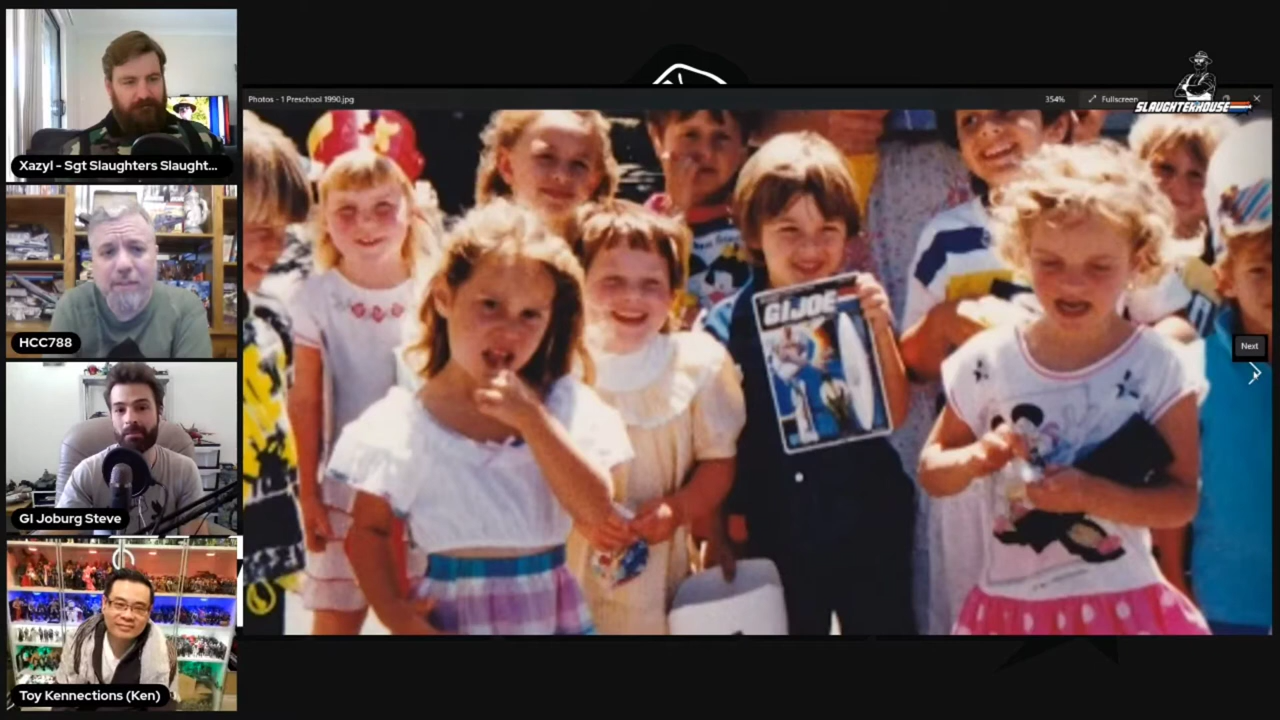 Xazyl - Sgt Slaughters Slaught...
HCC788
GI Joburg Steve
Toy Kennections (Ken)
Photos - 1 Preschool 1990.jpg
354%
Fullscreen
SLAUGHTERHOUSE
GI JOE
Next